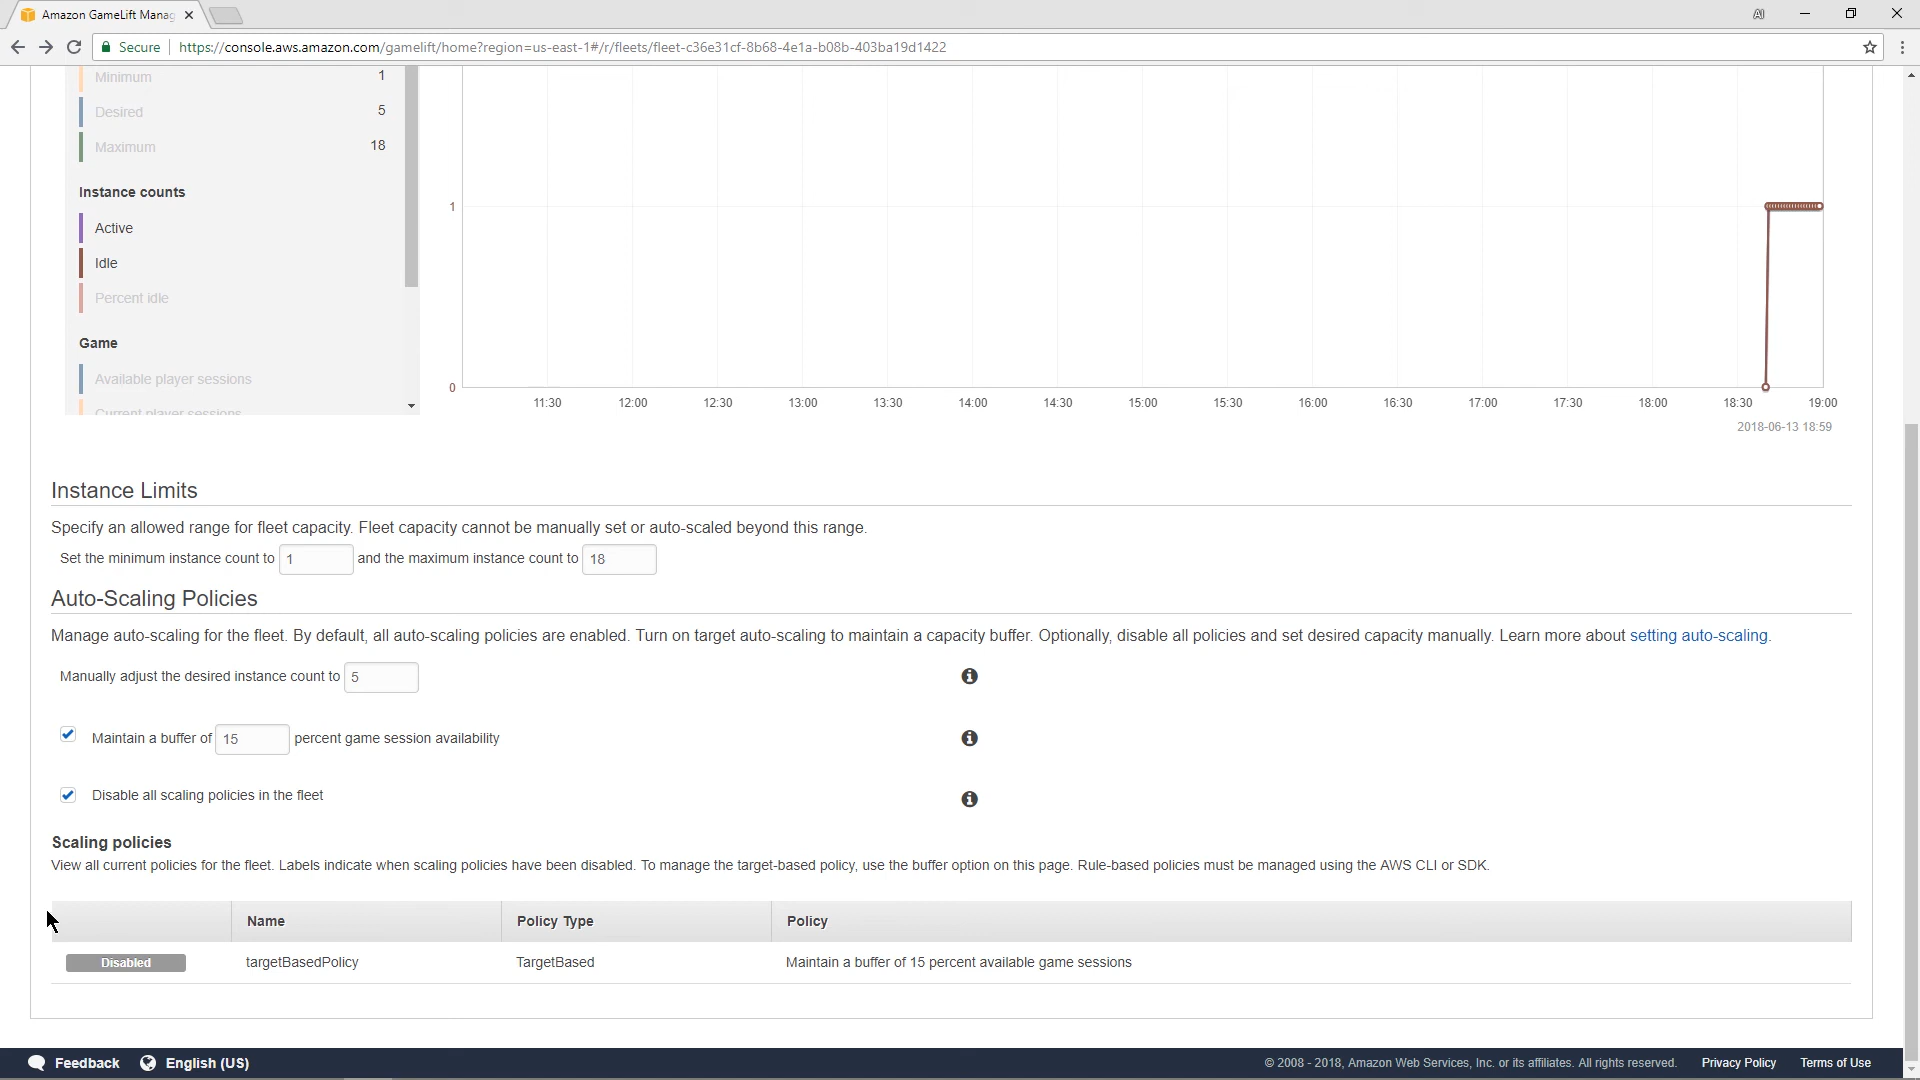 Amazon GameLift Manag
AI
Secure
https://console.aws.amazon.com/gamelift/home?region=us-east-1#/r/fleets/fleet-c36e31cf-8b68-4e1a-b08b-403ba19d1422
Minimum 1
Desired 5
Maximum 18
Instance counts
Active
Idle
Percent idle
Game
Available player sessions
Current player sessions
1
0
11:30 12:00 12:30 13:00 13:30 14:00 14:30 15:00 15:30 16:00 16:30 17:00 17:30 18:00 18:30 19:00
2018-06-13 18:59
Instance Limits
Specify an allowed range for fleet capacity. Fleet capacity cannot be manually set or auto-scaled beyond this range.
Set the minimum instance count to 1 and the maximum instance count to 18
Auto-Scaling Policies
Manage auto-scaling for the fleet. By default, all auto-scaling policies are enabled. Turn on target auto-scaling to maintain a capacity buffer. Optionally, disable all policies and set desired capacity manually. Learn more about setting auto-scaling.
Manually adjust the desired instance count to 5
Maintain a buffer of 15 percent game session availability
Disable all scaling policies in the fleet
Scaling policies
View all current policies for the fleet. Labels indicate when scaling policies have been disabled. To manage the target-based policy, use the buffer option on this page. Rule-based policies must be managed using the AWS CLI or SDK.
Name Policy Type Policy
Disabled targetBasedPolicy TargetBased Maintain a buffer of 15 percent available game sessions
Feedback English (US) © 2008 - 2018, Amazon Web Services, Inc. or its affiliates. All rights reserved. Privacy Policy Terms of Use